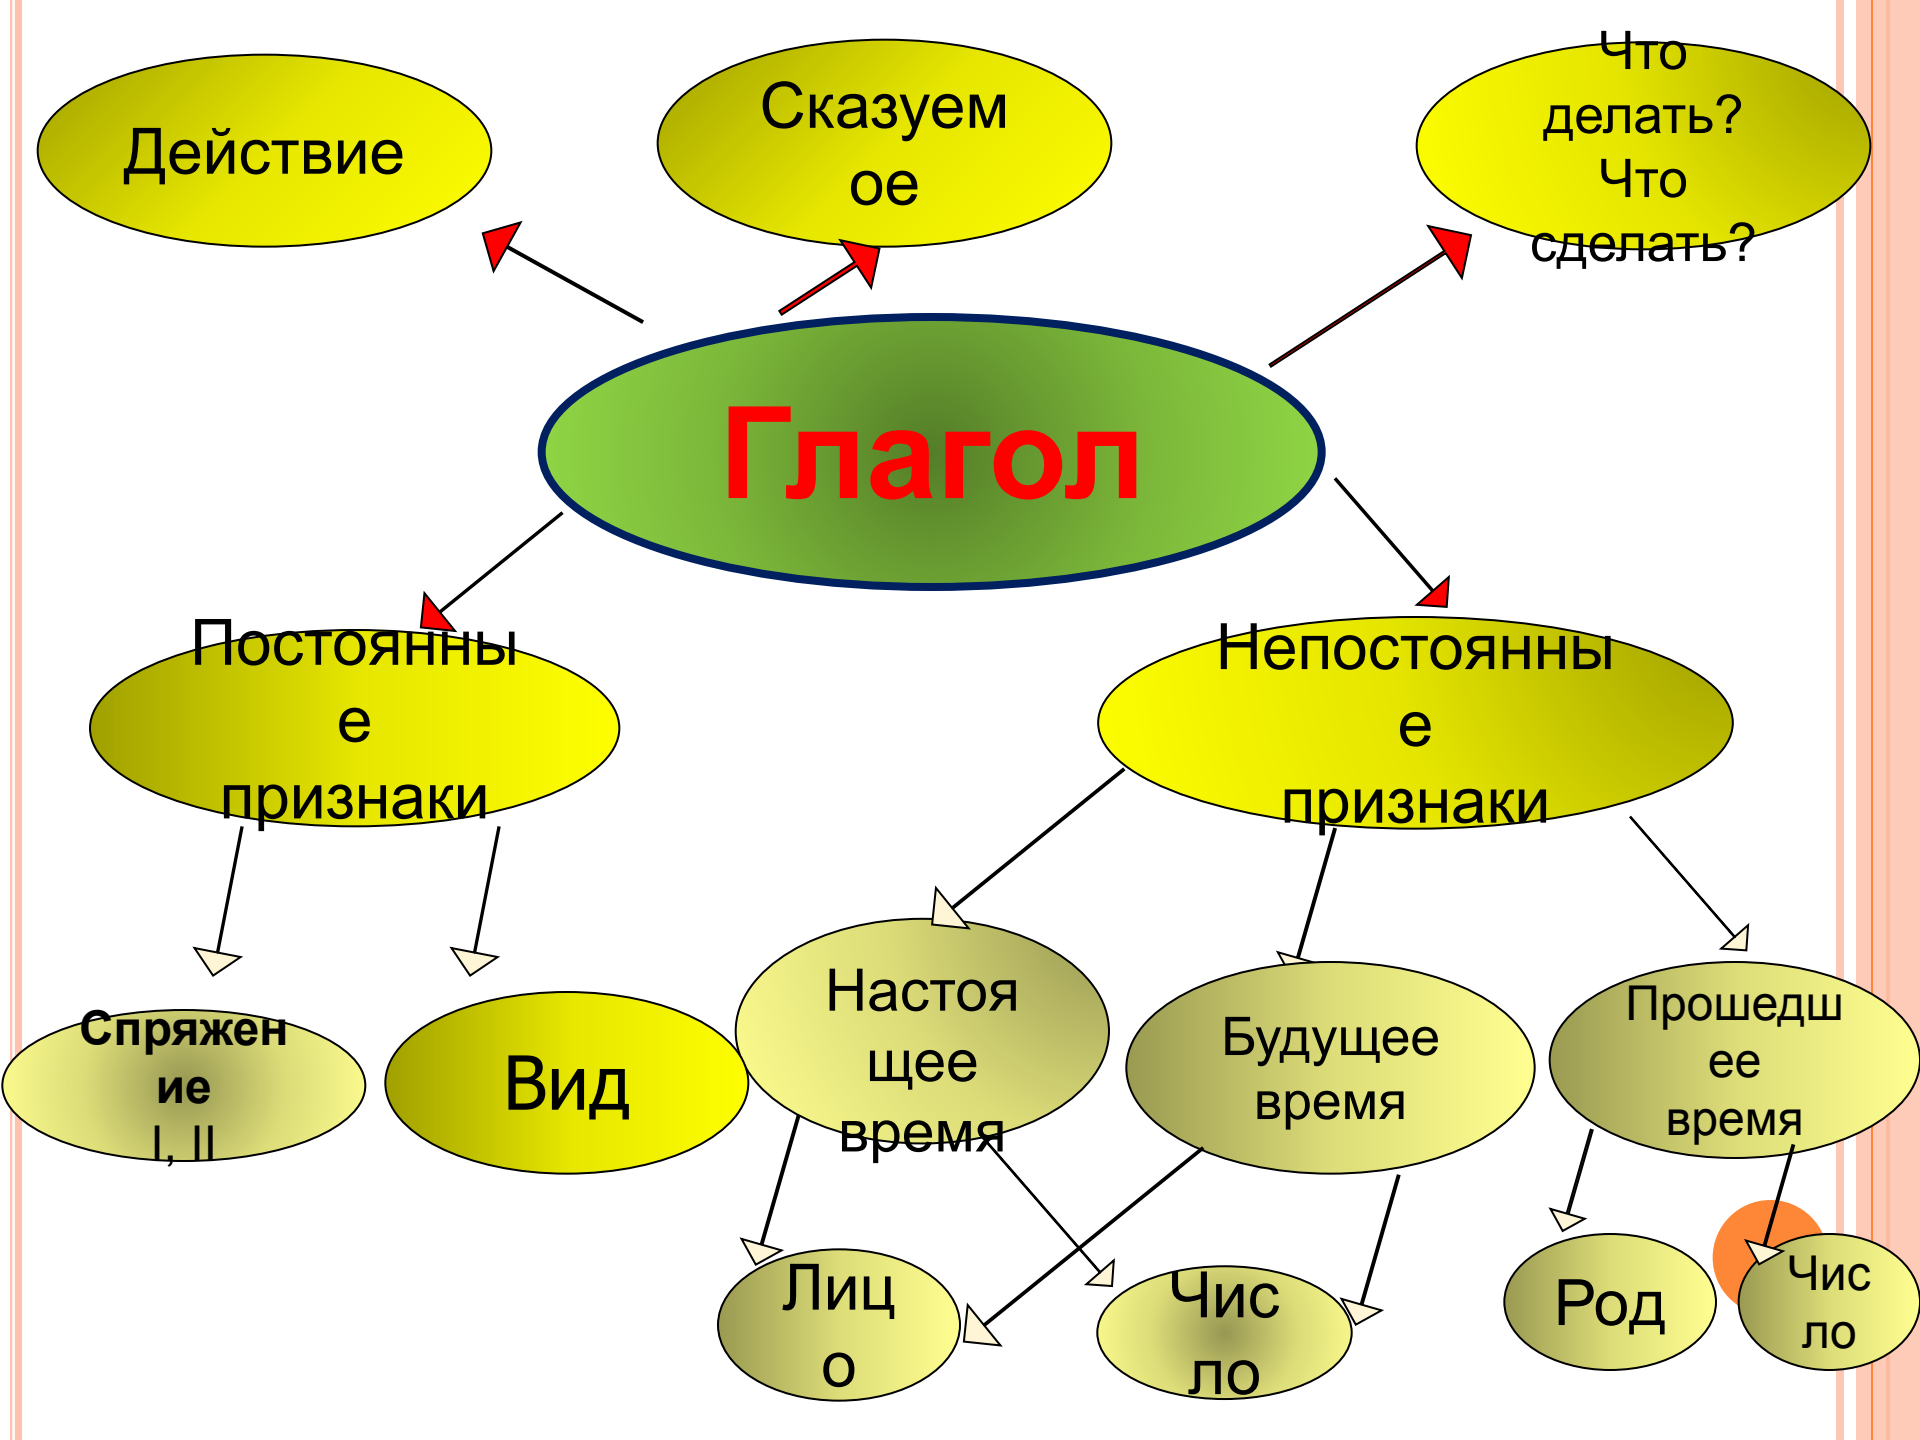 Действие
Сказуем
ое
Что
делать?
Что
сделать?
Глагол
Постоянны
е
признаки
Непостоянны
е
признаки
Спряжен
ие
I, II
Вид
Настоя
щее
время
Будущее
время
Прошедш
ее
время
Лиц
о
Чис
ло
Род
Чис
ло